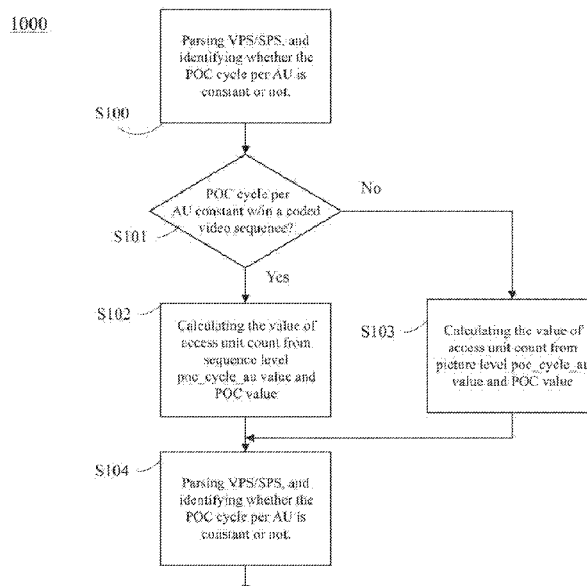 1000
Parsing VPS/SPS, and
identifying whether the
POC cycle per AU is
constant or not.
S100
POC cycle per
AU constant w/in a coded
video sequence?
No
S101
Yes
S102
Calculating the value of
access unit count from
sequence level
poc_cycle_au value and
POC value
S103
Calculating the value of
access unit count from
picture level poc_cycle_au
value and POC value
S104
Parsing VPS/SPS, and
identifying whether the
POC cycle per AU is
constant or not.